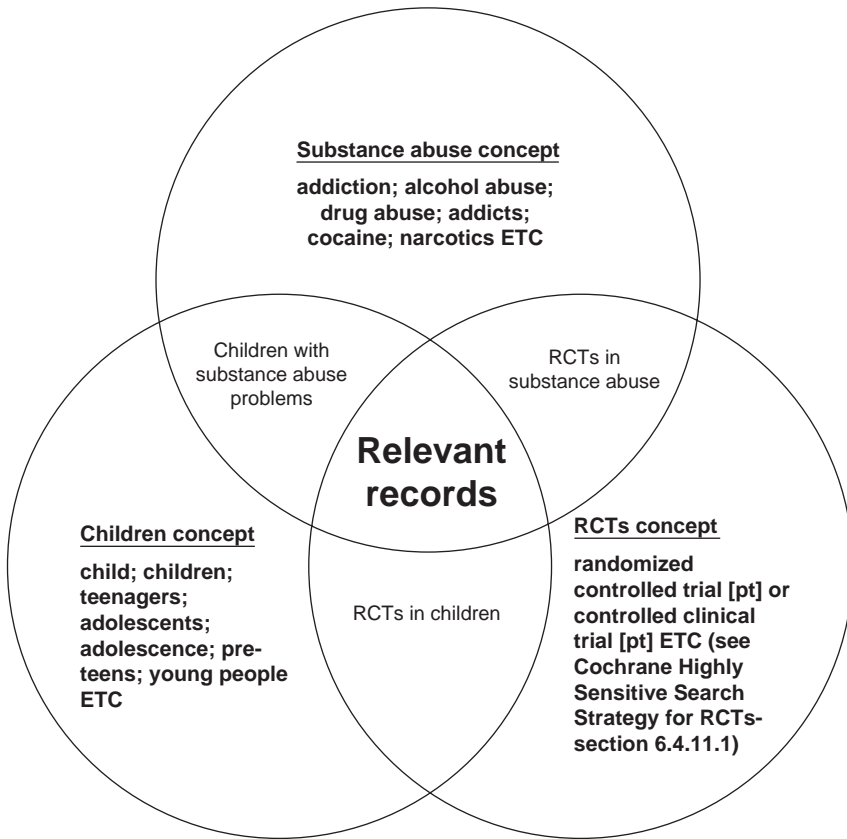 Substance abuse concept
addiction; alcohol abuse;
drug abuse; addicts;
cocaine; narcotics ETC
Children with
substance abuse
problems
RCTs in
substance abuse
Relevant
records
Children concept
child; children;
teenagers;
adolescents;
adolescence; pre-
teens; young people
ETC
RCTs in children
RCTs concept
randomized
controlled trial [pt] or
controlled clinical
trial [pt] ETC (see
Cochrane Highly
Sensitive Search
Strategy for RCTs-
section 6.4.11.1)